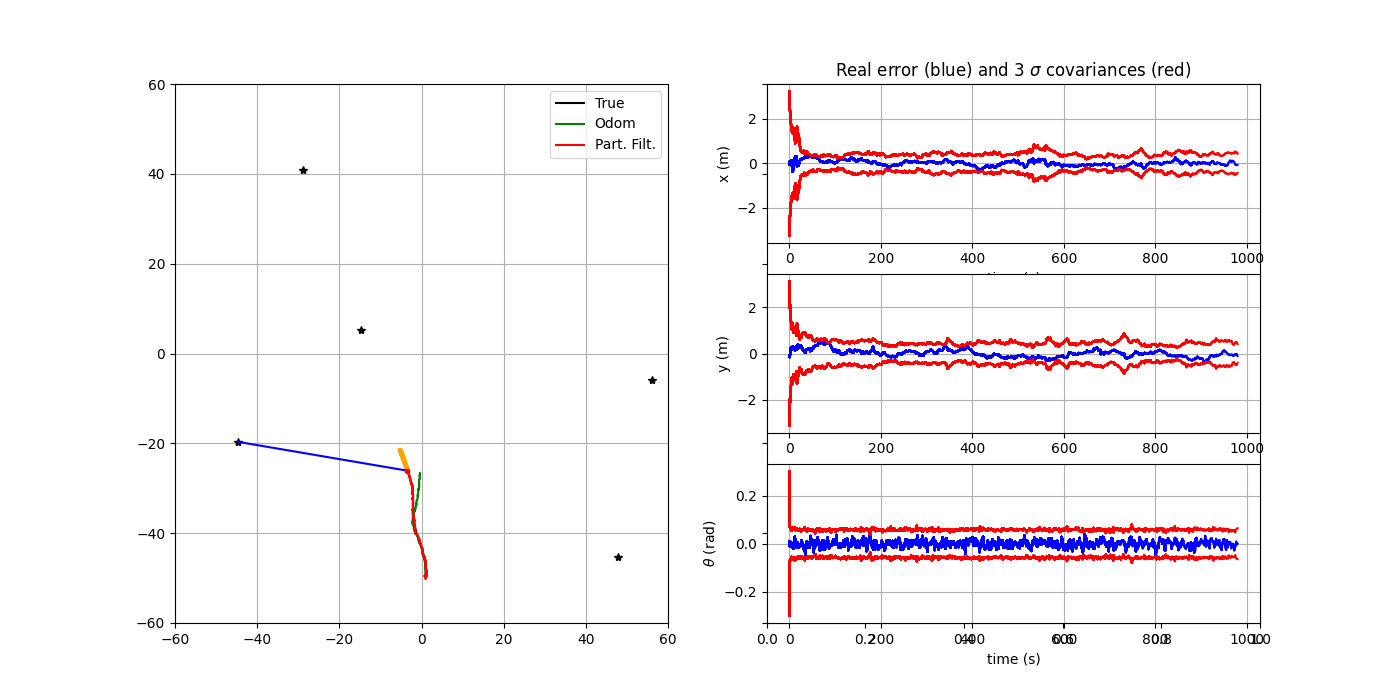 True
Odom
Part. Filt.
60
40
20
0
−20
−40
−60
−60 −40 −20 0 20 40 60
Real error (blue) and 3 σ covariances (red)
x (m)
2
0
−2
0 200 400 600 800 1000
y (m)
2
0
−2
0 200 400 600 800 1000
θ (rad)
0.2
0.0
−0.2
0.0 0 0.2 200 0.4 400 0.6 600 0.8 800 1.0 1000
time (s)